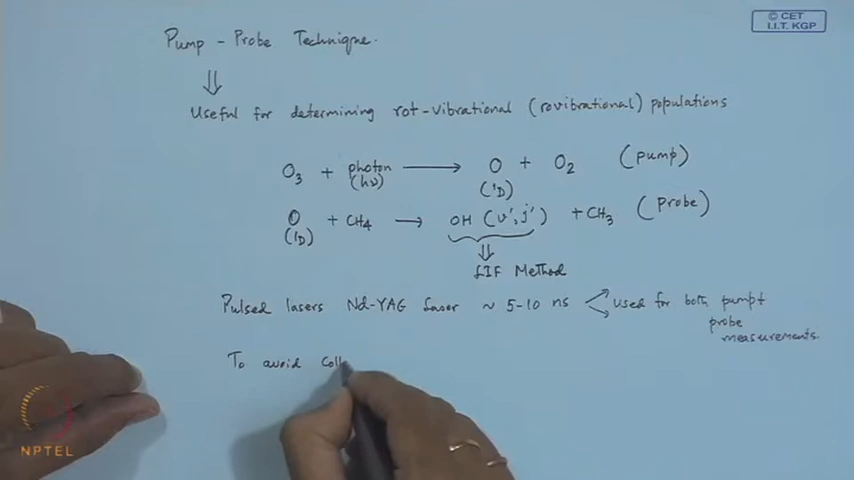 © CET
I.I.T. KGP
Pump - Probe Technique.
Useful for determining rot-vibrational (rovibrational) populations
O₃ + photon (hν) ⟶ O (¹D) + O₂ (pump)
O (¹D) + CH₄ ⟶ OH (v', j') + CH₃ (Probe)
⇓
LIF Method
Pulsed lasers Nd-YAG laser ~ 5-10 ns used for both pump +
probe
measurements.
To avoid Coll
NPTEL